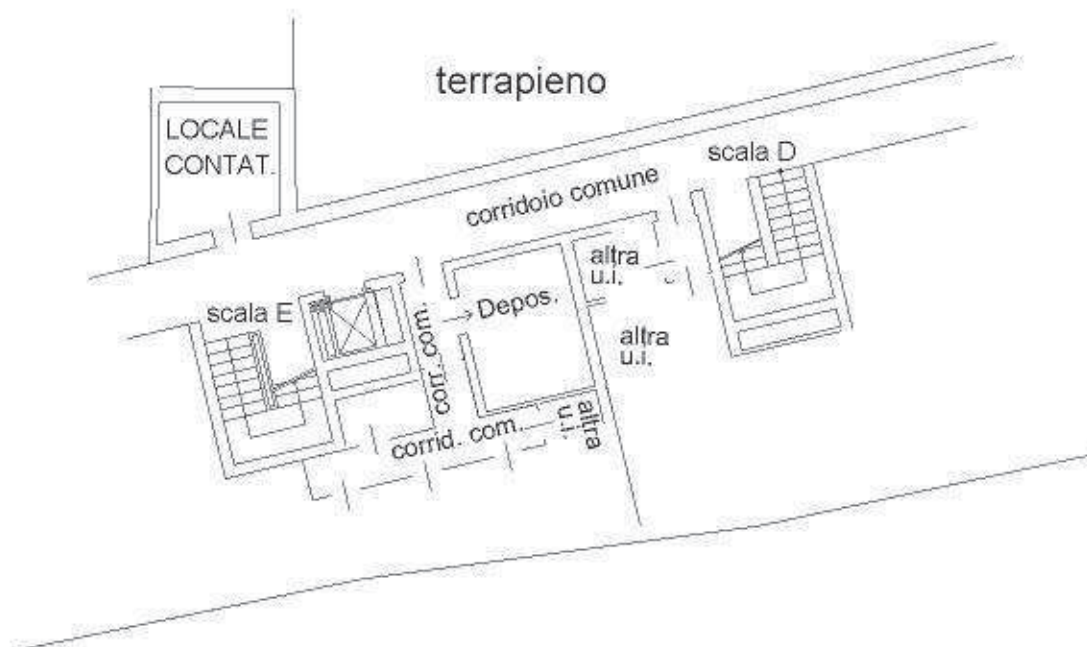 terrapieno
LOCALE
CONTAT.
scala D
corridoio comune
altra
u.i.
Depos.
scala E
corr. com.
altra
u.i.
corrid. com.
altra
u.i.